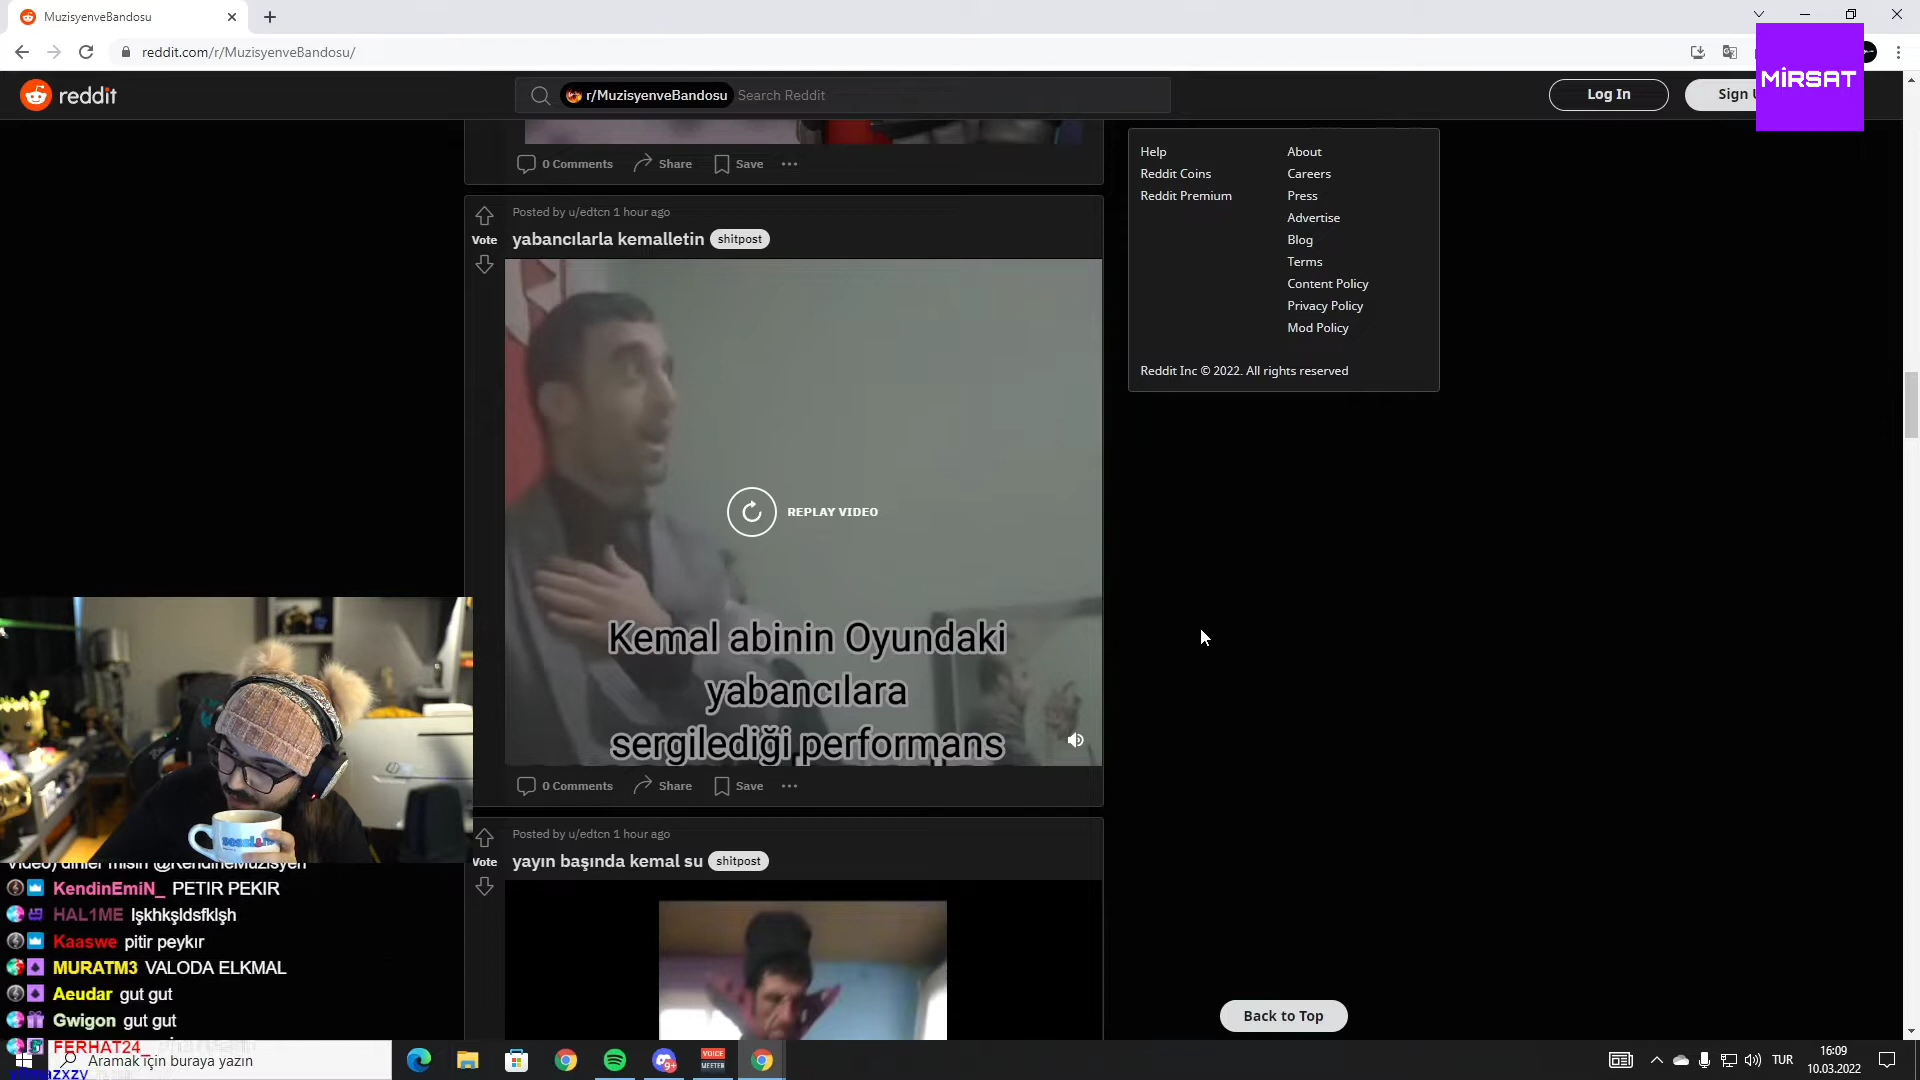 MuzisyenveBandosu
reddit.com/r/MuzisyenveBandosu/
MİRSAT
reddit
r/MuzisyenveBandosu Search Reddit
Log In
Sign
0 Comments Share Save
Help
About
Reddit Coins
Careers
Reddit Premium
Press
Advertise
Blog
Terms
Content Policy
Privacy Policy
Mod Policy
Reddit Inc © 2022. All rights reserved
Posted by u/edtcn 1 hour ago
Vote
yabancılarla kemalletin shitpost
REPLAY VIDEO
Kemal abinin Oyundaki
yabancılara
sergilediği performans
0 Comments Share Save
Posted by u/edtcn 1 hour ago
Vote
yayın başında kemal su shitpost
KendinEmiN_ PETIR PEKIR
HAL1ME lşkhkşldsfklşh
Kaaswe pitir peykır
MURATM3 VALODA ELKMAL
Aeudar gut gut
Gwigon gut gut
FERHAT24_
Back to Top
Aramak için buraya yazın
VOICE
MEETER
9+
TUR
16:09
10.03.2022